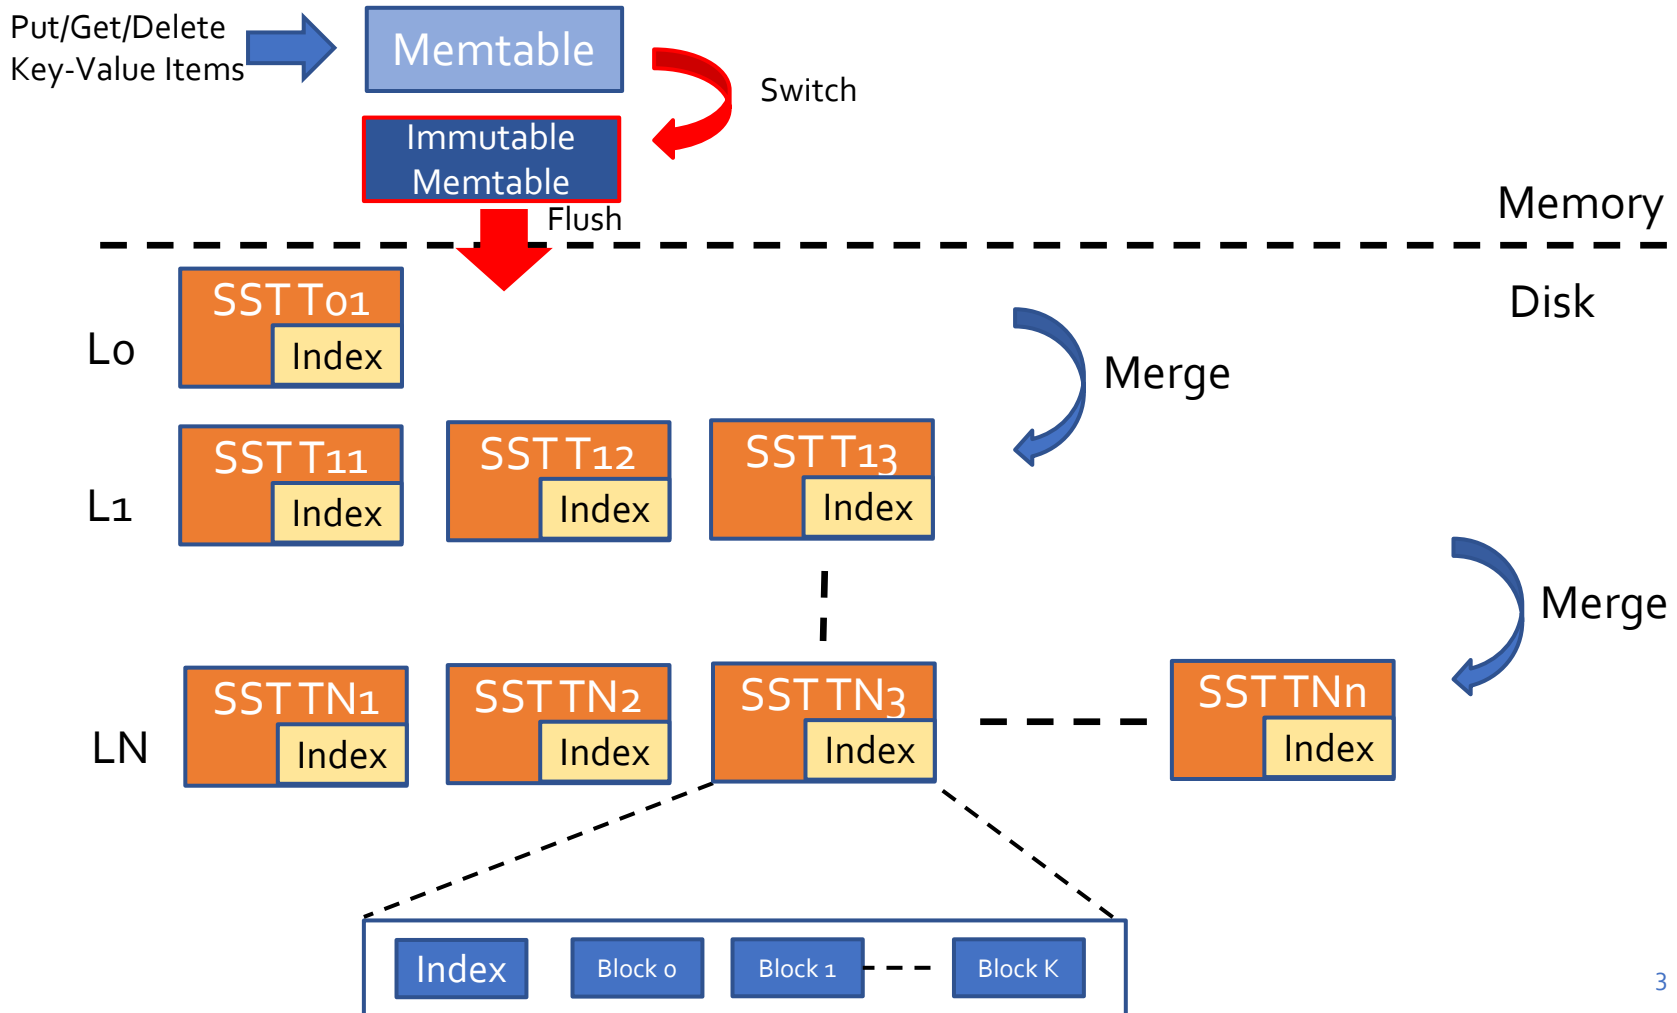 Put/Get/Delete
Key-Value Items
Memtable
Switch
Immutable
Memtable
Flush
Memory
Disk
L0
SST T01
Index
Merge
L1
SST T11
Index
SST T12
Index
SST T13
Index
Merge
LN
SST TN1
Index
SST TN2
Index
SST TN3
Index
SST TNn
Index
Index
Block 0
Block 1
Block K
3